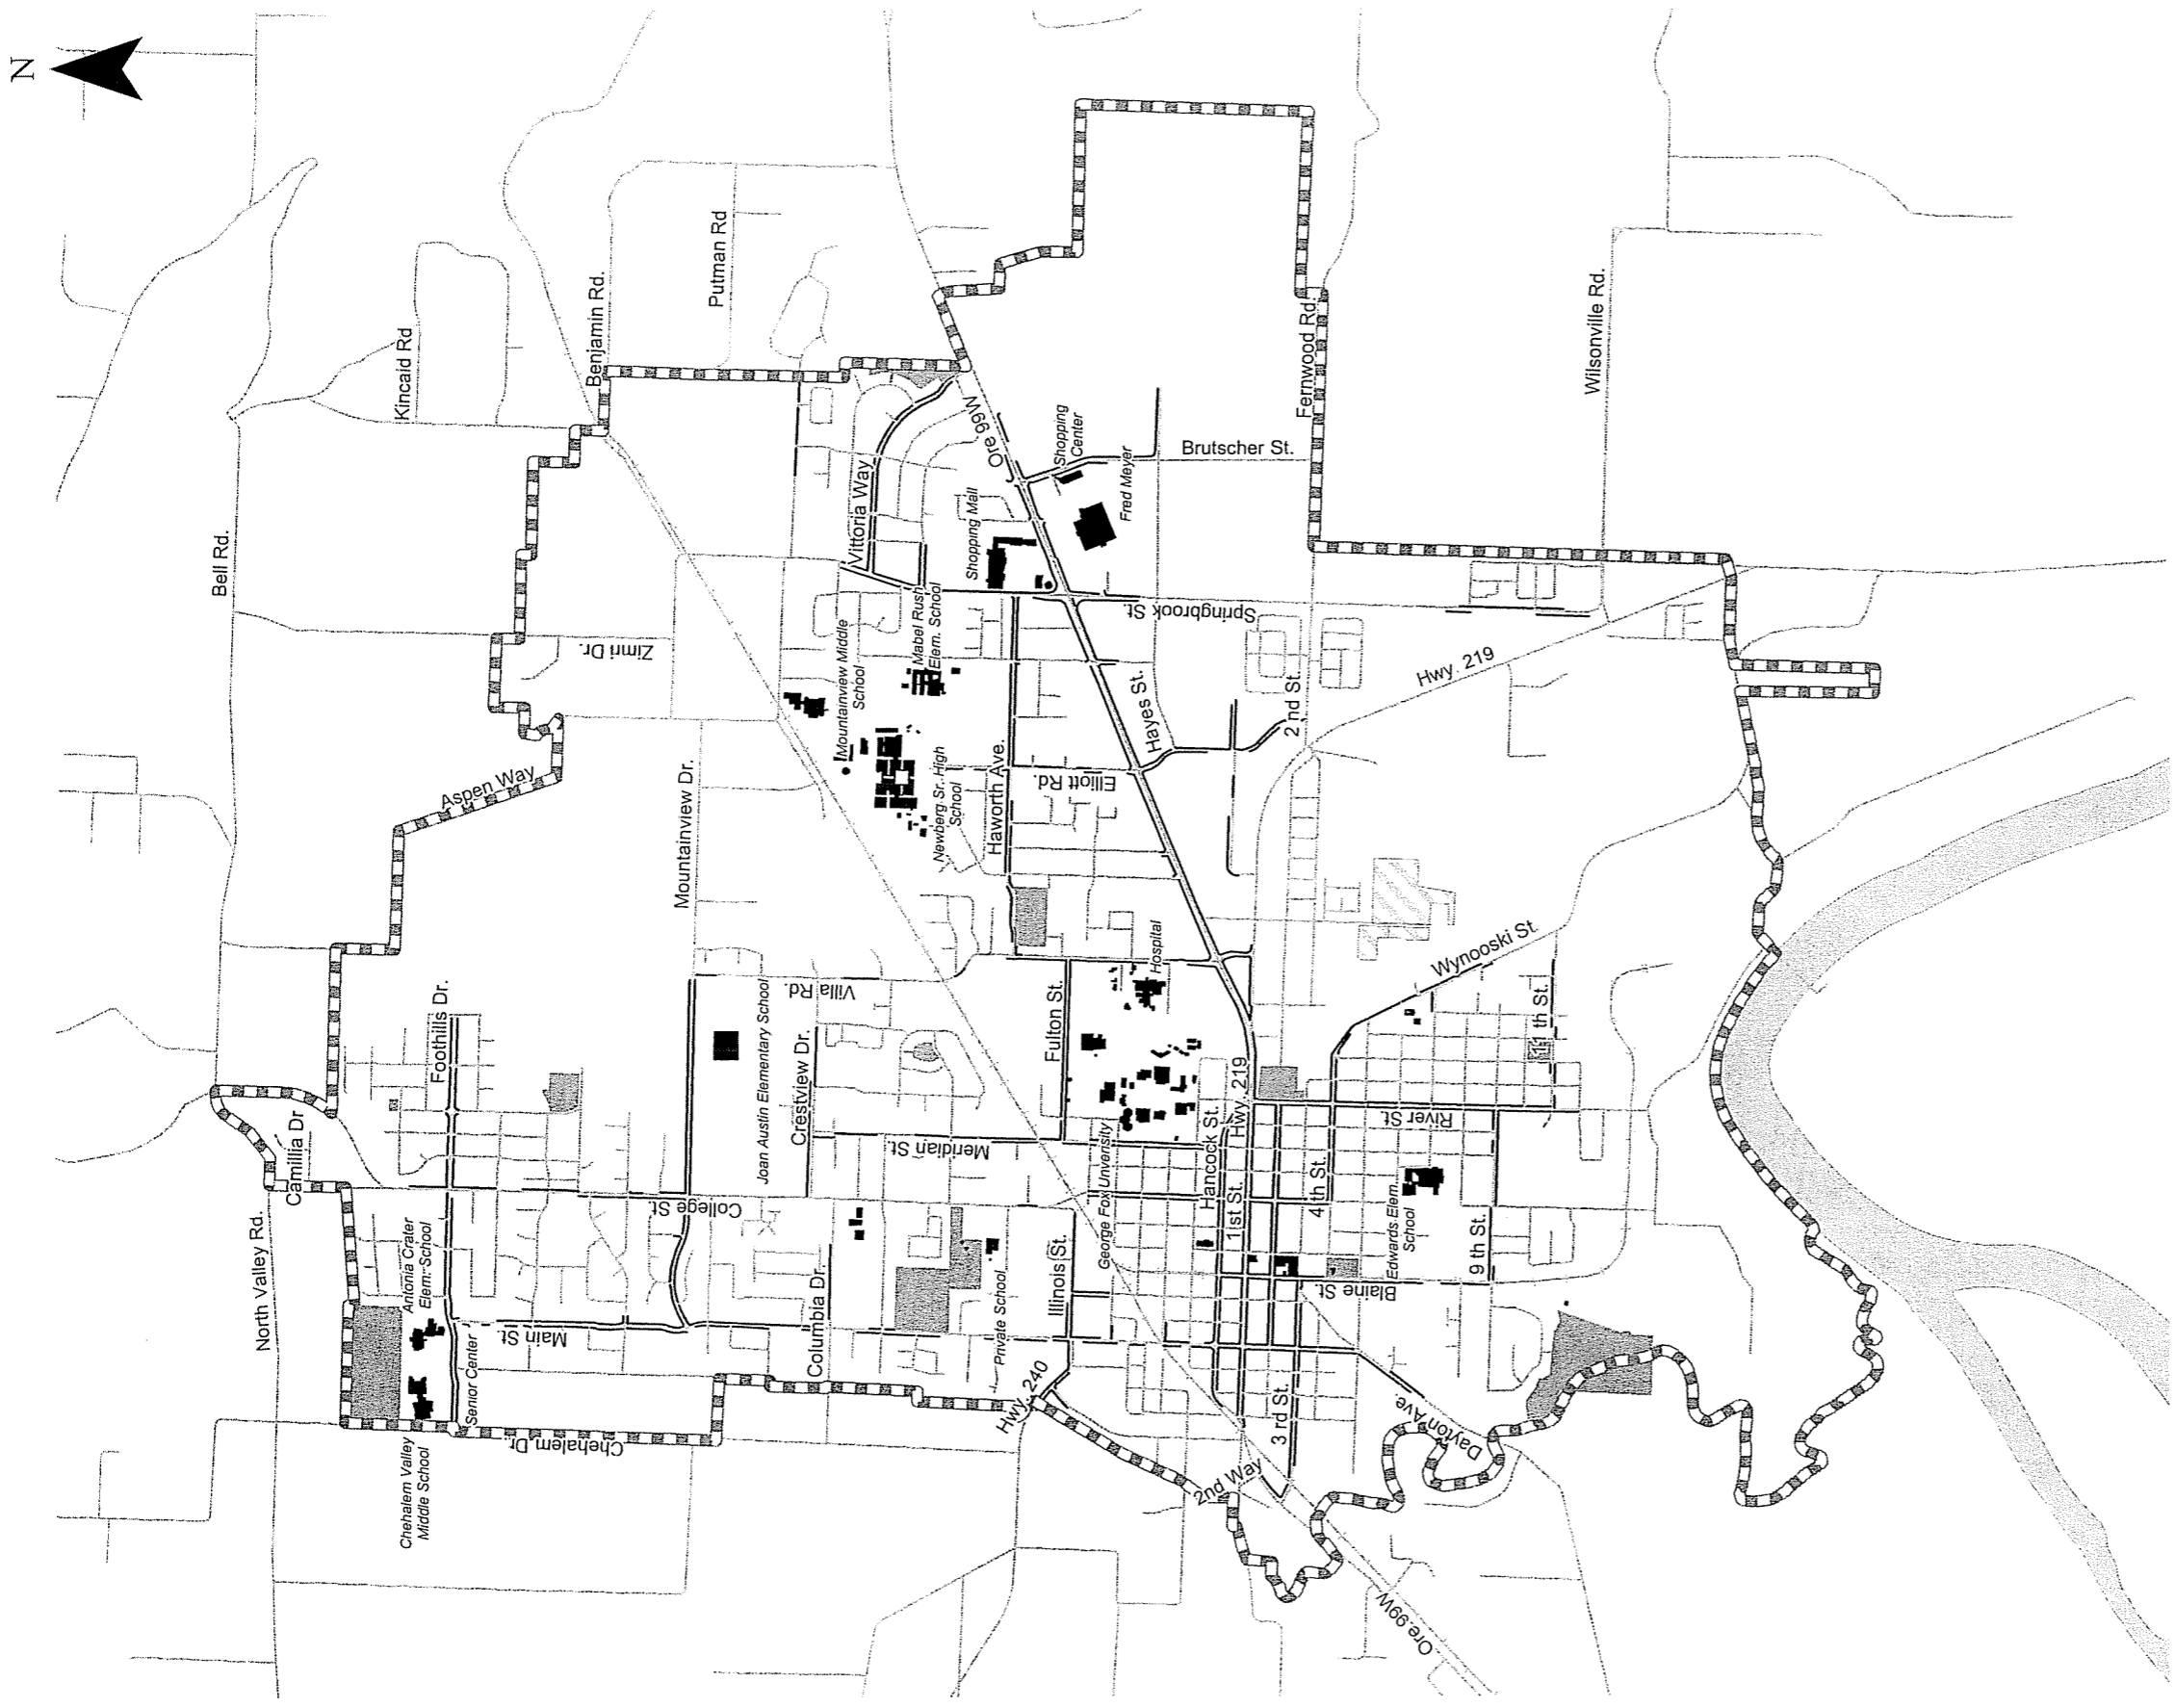 N
Bell Rd.
Kincaid Rd
Benjamin Rd.
Putman Rd
Zimri Dr.
Aspen Way
Mountainview Dr.
Vittoria Way
Ore 99W
Shopping
Center
Fred Meyer
Brutscher St.
Fernwood Rd.
Wilsonville Rd.
Shopping Mall
Springbrook St.
Mountainview Middle
School
Mabel Rush
Elem. School
Newberg Sr. High
School
Haworth Ave.
Elliott Rd.
Hayes St.
2 nd St.
Hwy. 219
Camillia Dr
North Valley Rd.
Foothills Dr.
Villa Rd.
Joan Austin Elementary School
Crestview Dr.
Fulton St.
Hospital
Wynooski St.
11 th St.
Meridian St.
College St.
George Fox Unversity
Hancock St.
Hwy. 219
1st St.
4th St.
River St.
Edwards Elem.
School
9 th St.
Blaine St.
Antonia Crater
Elem. School
Senior Center
Main St.
Columbia Dr.
Private School
Illinois St.
Hwy. 240
Chehalem Valley
Middle School
Chehalem Dr.
2nd Way
3 rd St.
Dayton Ave.
Ore.99W